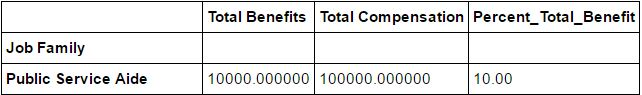 Total Benefits Total Compensation Percent_Total_Benefit
Job Family
Public Service Aide 10000.000000 100000.000000 10.00